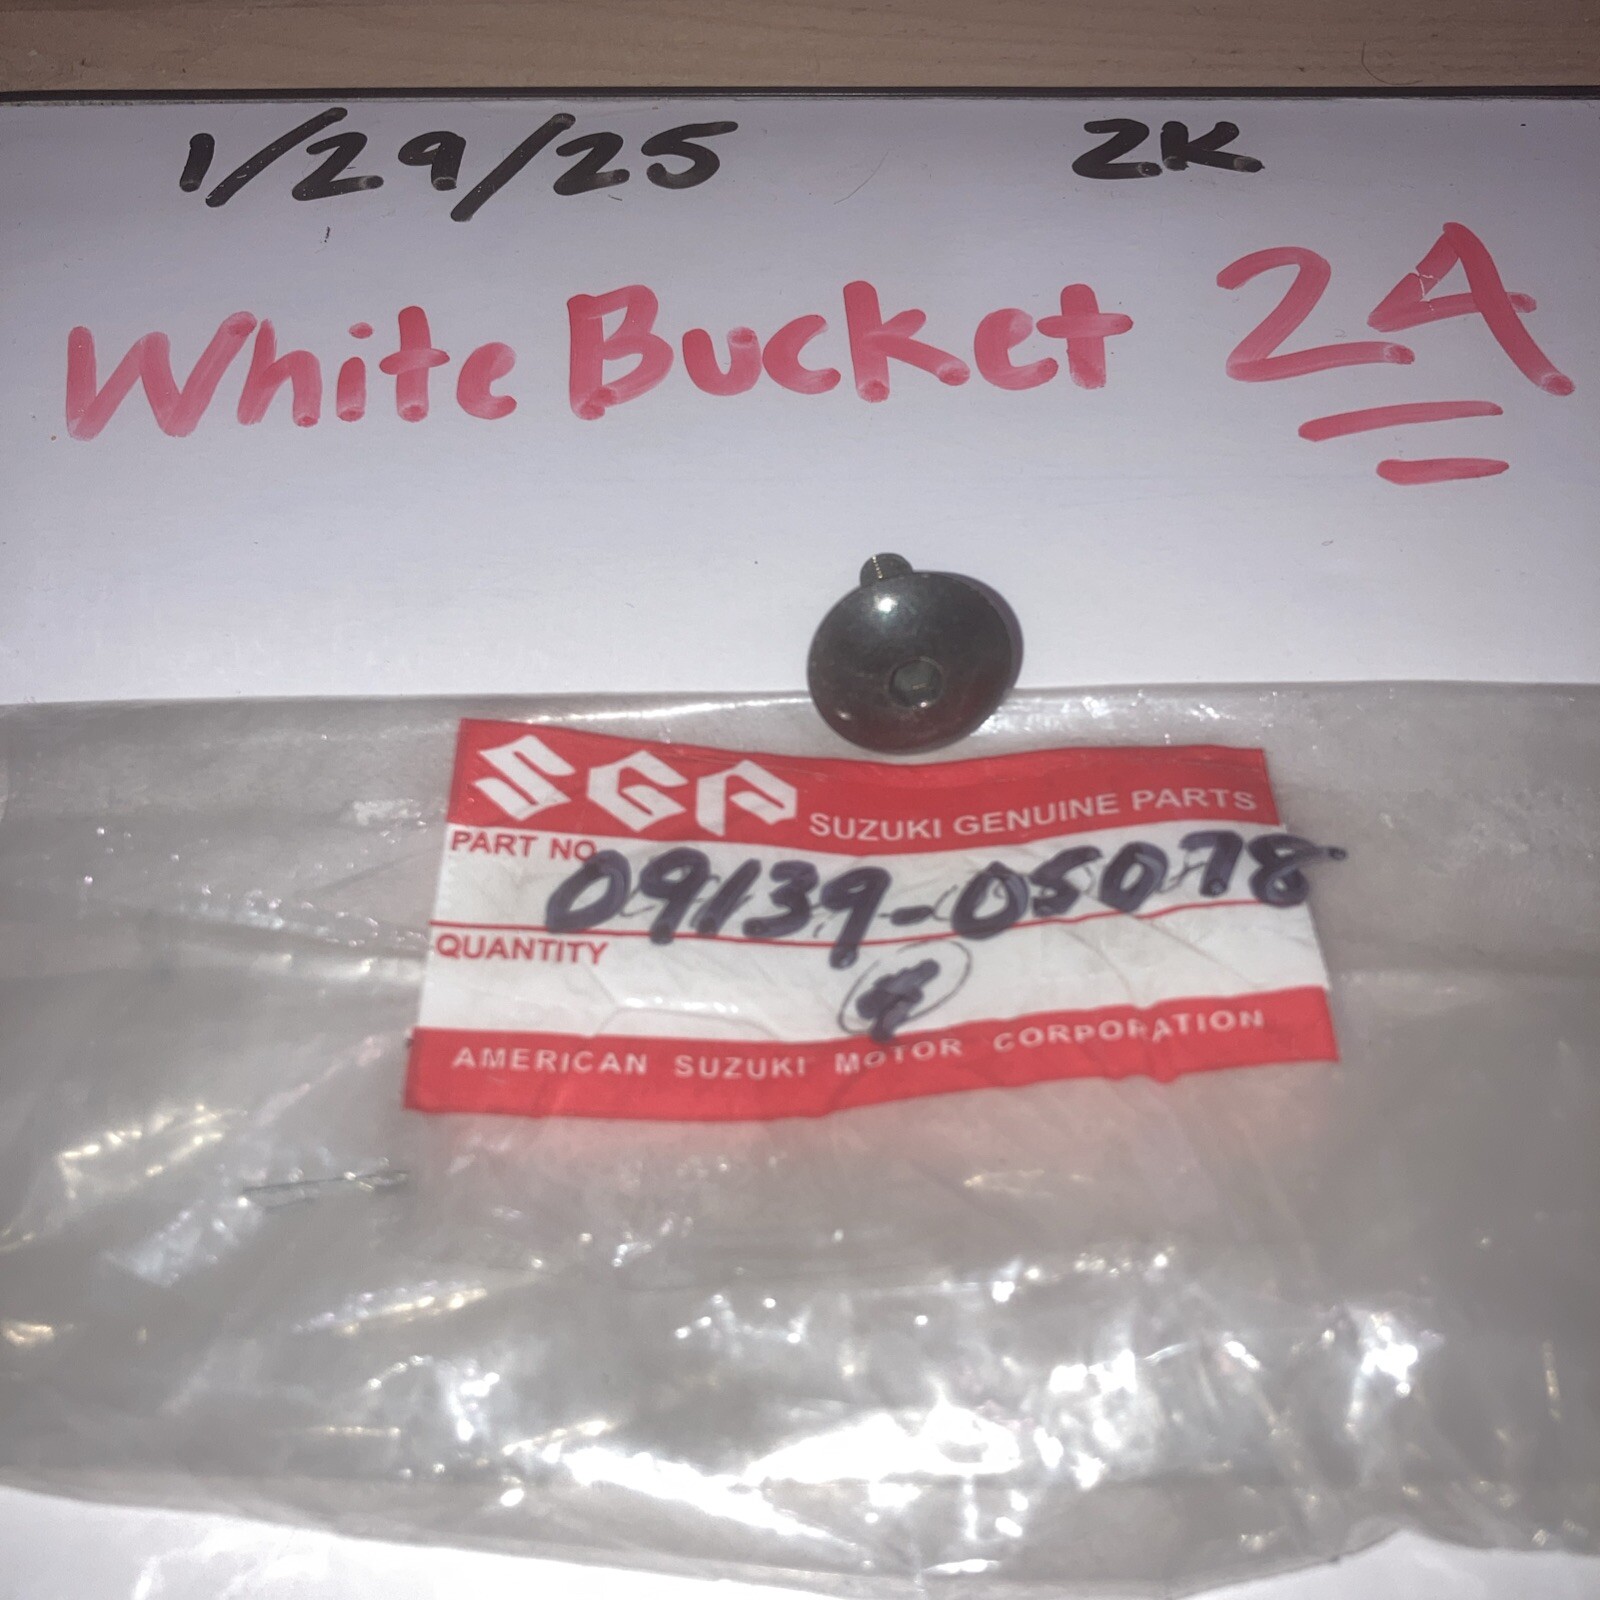 1/29/25 2K
White Bucket 2A
SGP SUZUKI GENUINE PARTS
PART NO. 09139-05078
QUANTITY
AMERICAN SUZUKI MOTOR CORPORATION